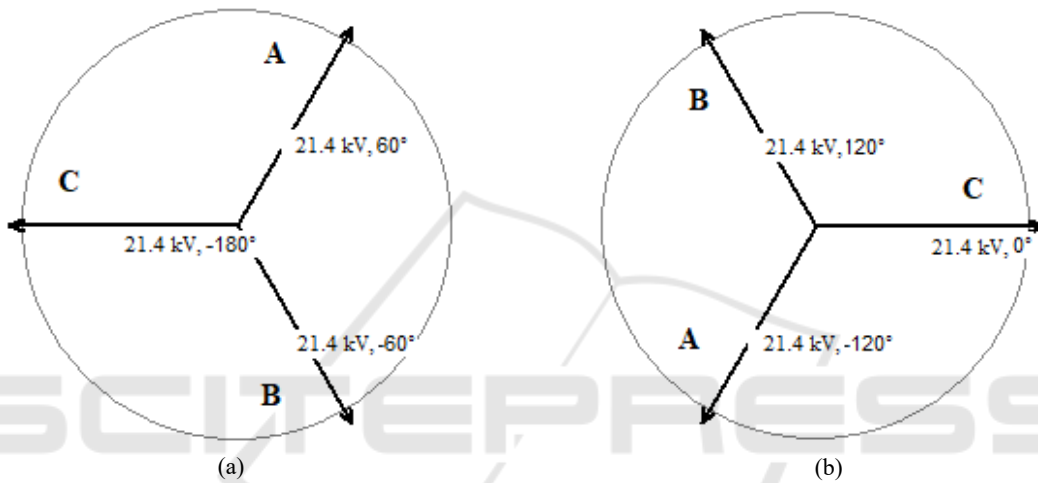 A
21.4 kV, 60°
C
21.4 kV, -180°
21.4 kV, -60°
B
(a)
B
21.4 kV, 120°
C
21.4 kV, 0°
A
21.4 kV, -120°
(b)
SCITEPRESS